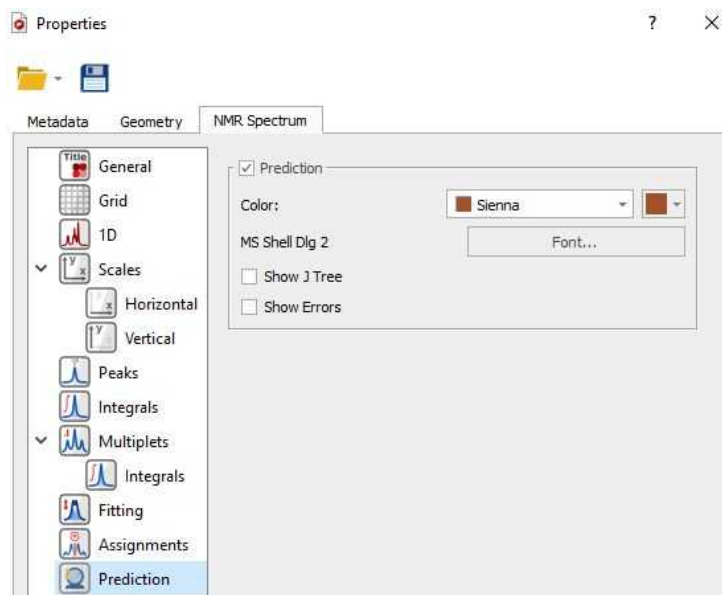 Properties
?
Metadata Geometry NMR Spectrum
Title
General
Grid
1D
Scales
Horizontal
Vertical
Peaks
Integrals
Multiplets
Integrals
Fitting
Assignments
Prediction
Prediction
Color: Sienna
MS Shell Dlg 2 Font...
Show J Tree
Show Errors